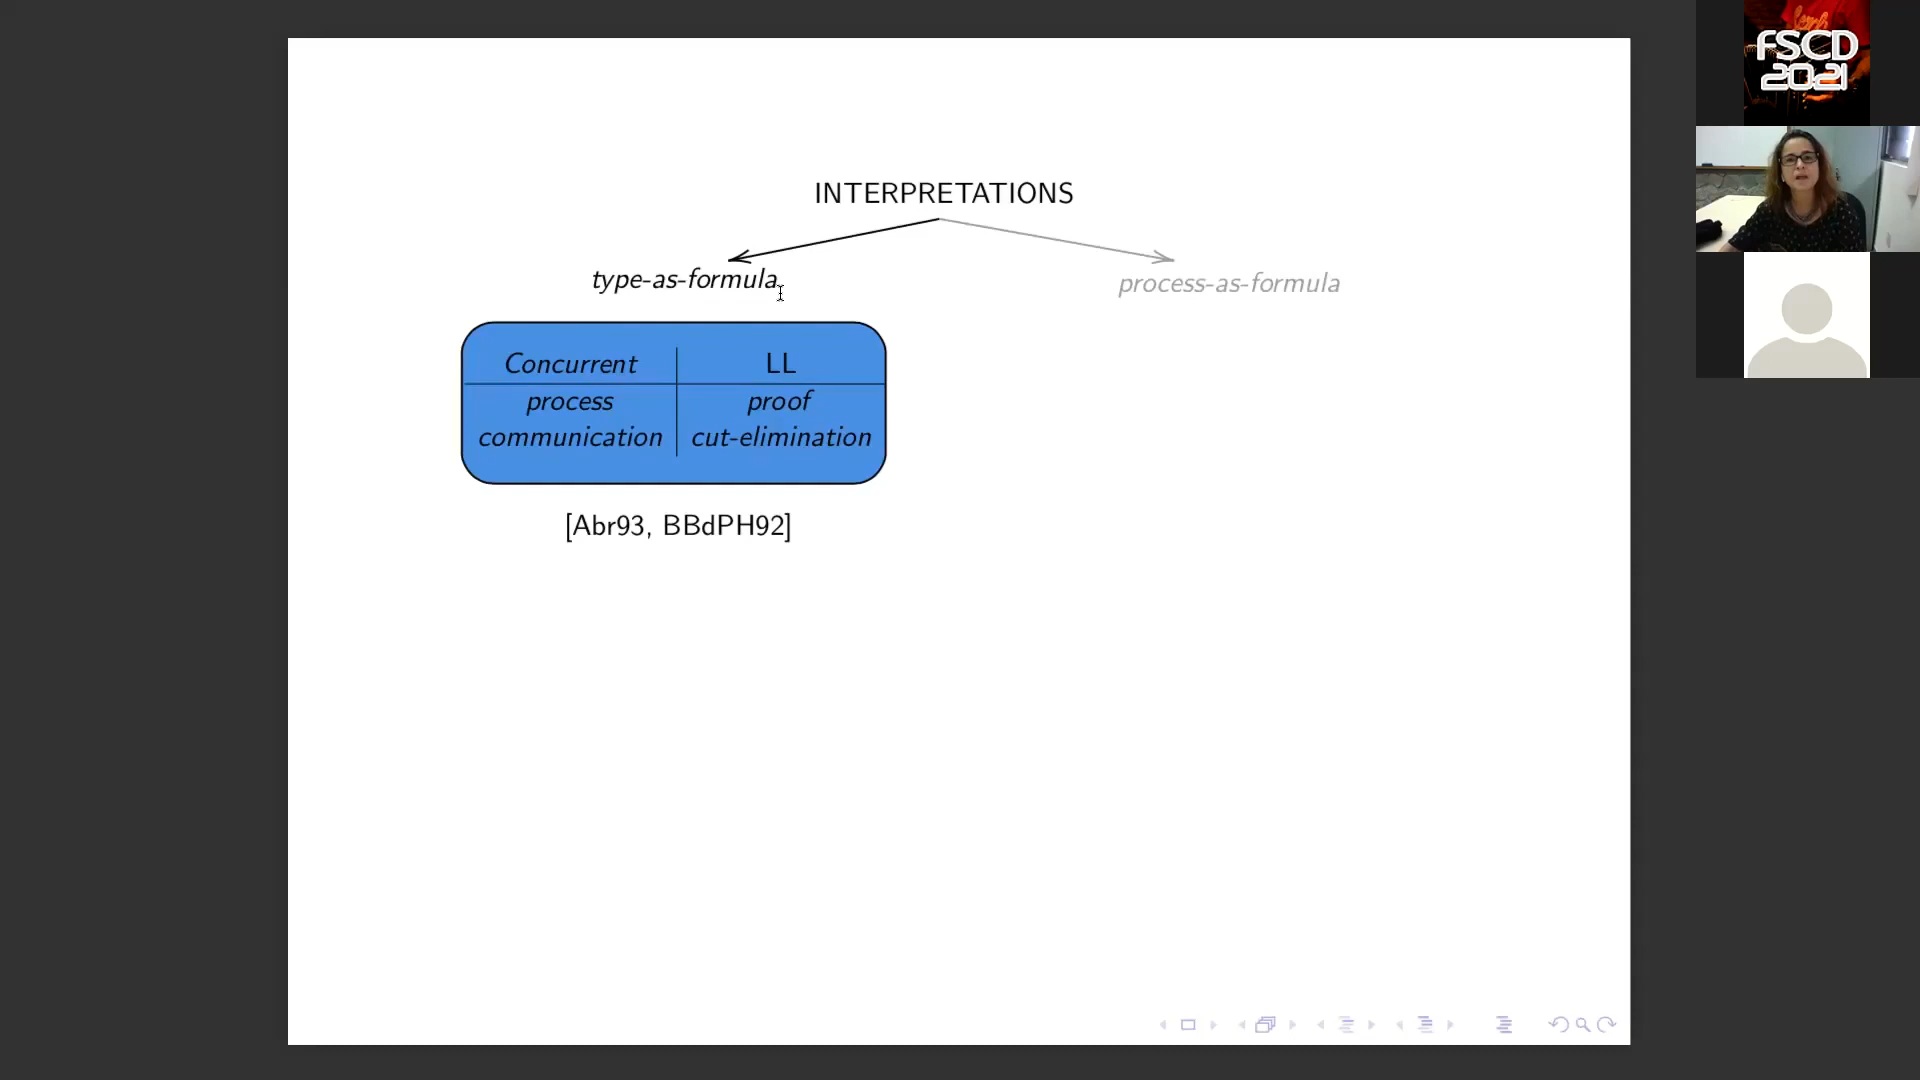 INTERPRETATIONS
type-as-formula
process-as-formula
Concurrent LL
process proof
communication cut-elimination
[Abr93, BBdPH92]
FSCD
2021